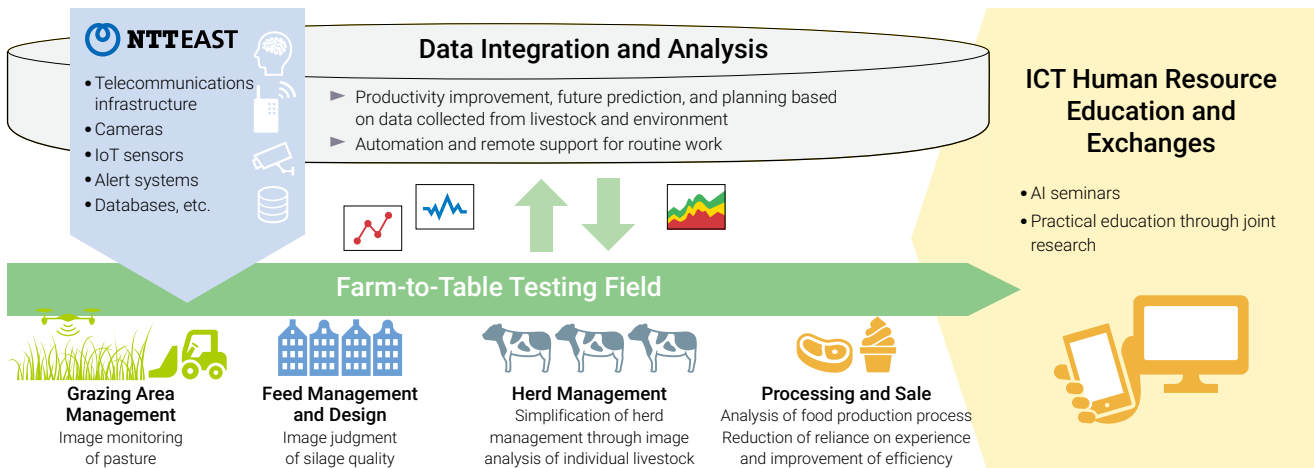 NTT EAST
• Telecommunications
infrastructure
• Cameras
• IoT sensors
• Alert systems
• Databases, etc.
Data Integration and Analysis
► Productivity improvement, future prediction, and planning based
on data collected from livestock and environment
► Automation and remote support for routine work
ICT Human Resource
Education and
Exchanges
• AI seminars
• Practical education through joint
research
Farm-to-Table Testing Field
Grazing Area
Management
Image monitoring
of pasture
Feed Management
and Design
Image judgment
of silage quality
Herd Management
Simplification of herd
management through image
analysis of individual livestock
Processing and Sale
Analysis of food production process
Reduction of reliance on experience
and improvement of efficiency